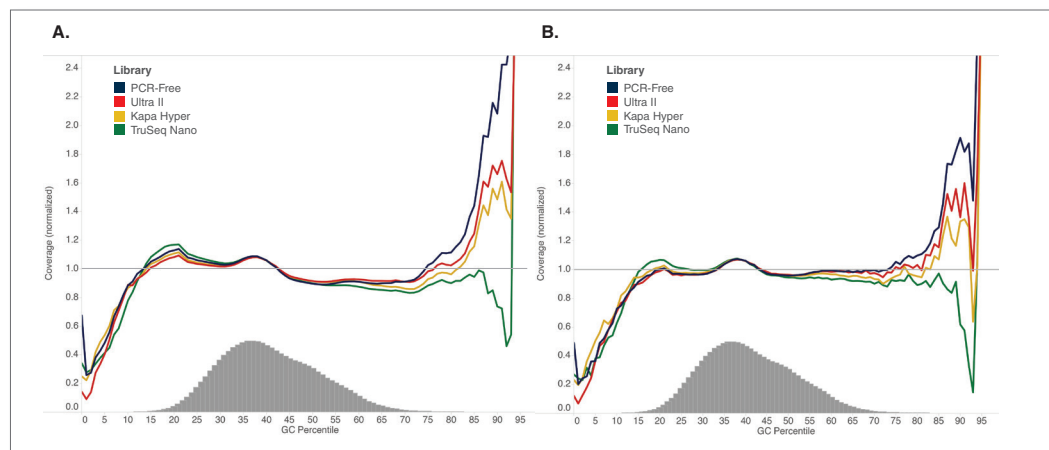 A.
Library
PCR-Free
Ultra II
Kapa Hyper
TruSeq Nano
Coverage (normalized)
2.4
2.2
2.0
1.8
1.6
1.4
1.2
1.0
0.8
0.6
0.4
0.2
0.0
0 5 10 15 20 25 30 35 40 45 50 55 60 65 70 75 80 85 90 95
GC Percentile
B.
Library
PCR-Free
Ultra II
Kapa Hyper
TruSeq Nano
Coverage (normalized)
2.4
2.2
2.0
1.8
1.6
1.4
1.2
1.0
0.8
0.6
0.4
0.2
0.0
0 5 10 15 20 25 30 35 40 45 50 55 60 65 70 75 80 85 90 95
GC Percentile